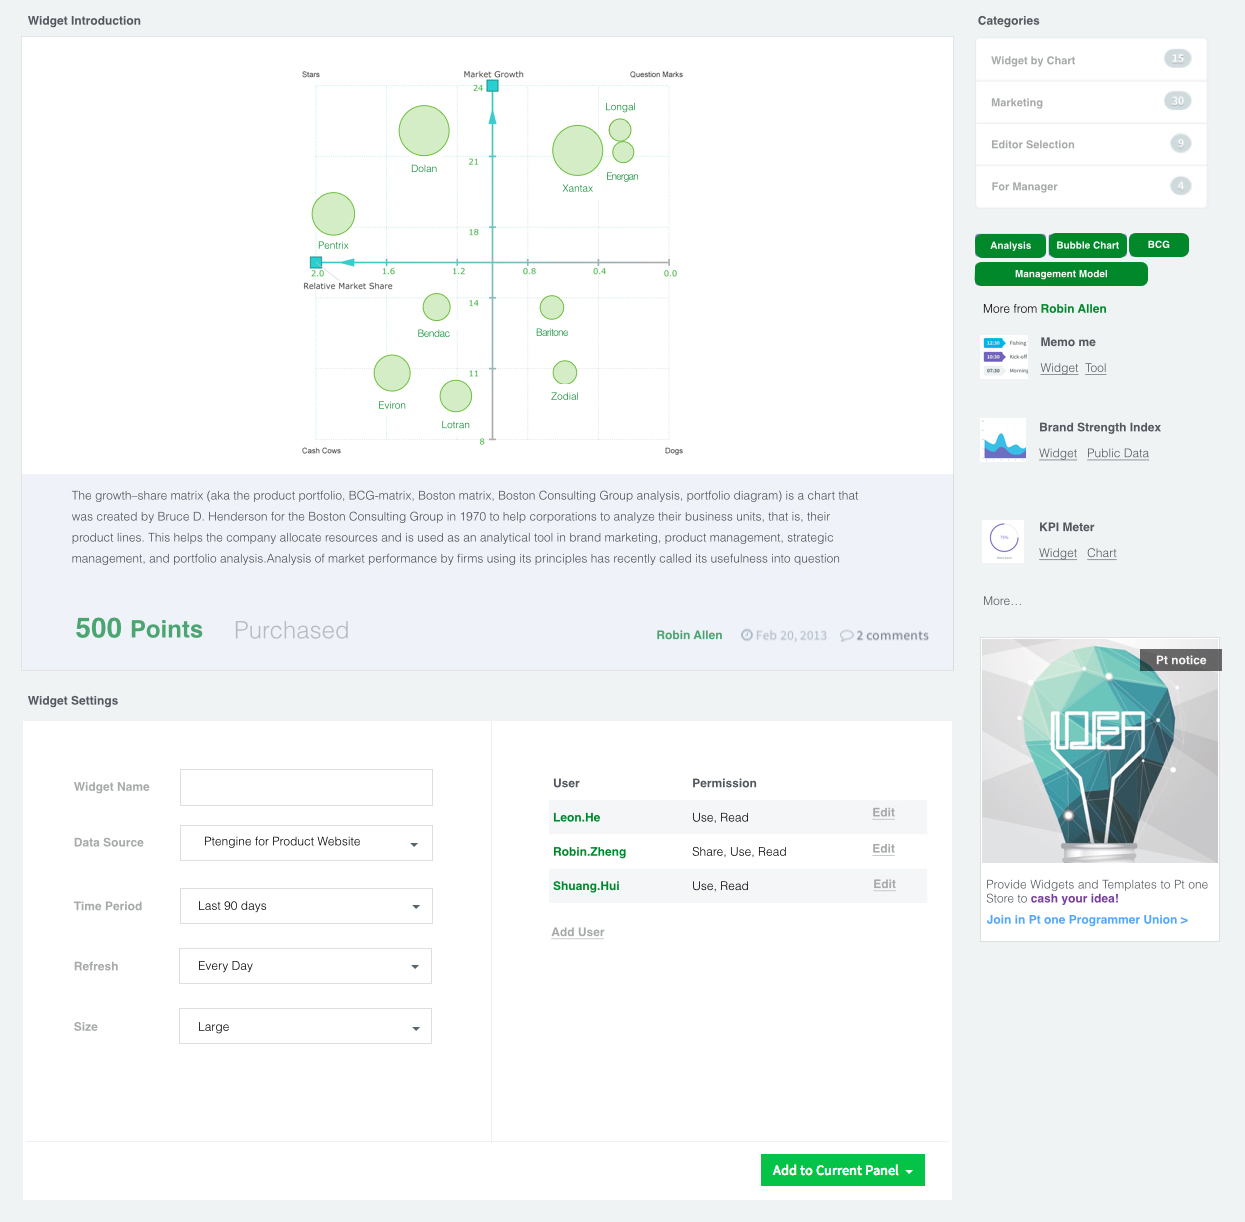 Widget Introduction
Stars
Market Growth
Question Marks
24
Longal
Dolan
21
Energan
Xantax
18
Pentrix
2.0
1.6
1.2
0.8
0.4
0.0
Relative Market Share
14
Bendac
Baritone
11
Zodial
Eviron
Lotran
8
Cash Cows
Dogs
The growth–share matrix (aka the product portfolio, BCG-matrix, Boston matrix, Boston Consulting Group analysis, portfolio diagram) is a chart that
was created by Bruce D. Henderson for the Boston Consulting Group in 1970 to help corporations to analyze their business units, that is, their
product lines. This helps the company allocate resources and is used as an analytical tool in brand marketing, product management, strategic
management, and portfolio analysis.Analysis of market performance by firms using its principles has recently called its usefulness into question
500 Points Purchased
Robin Allen Feb 20, 2013 2 comments
Widget Settings
Widget Name
Data Source Ptengine for Product Website
Time Period Last 90 days
Refresh Every Day
Size Large
User Permission
Leon.He Use, Read Edit
Robin.Zheng Share, Use, Read Edit
Shuang.Hui Use, Read Edit
Add User
Add to Current Panel
Categories
Widget by Chart 15
Marketing 30
Editor Selection 9
For Manager 4
Analysis Bubble Chart BCG
Management Model
More from Robin Allen
12:30 Fishing
10:30 Kick off
07:30 Morning
Memo me
Widget Tool
Brand Strength Index
Widget Public Data
75%
KPI Meter
Widget Chart
More...
Pt notice
IDEA
Provide Widgets and Templates to Pt one
Store to cash your idea!
Join in Pt one Programmer Union >